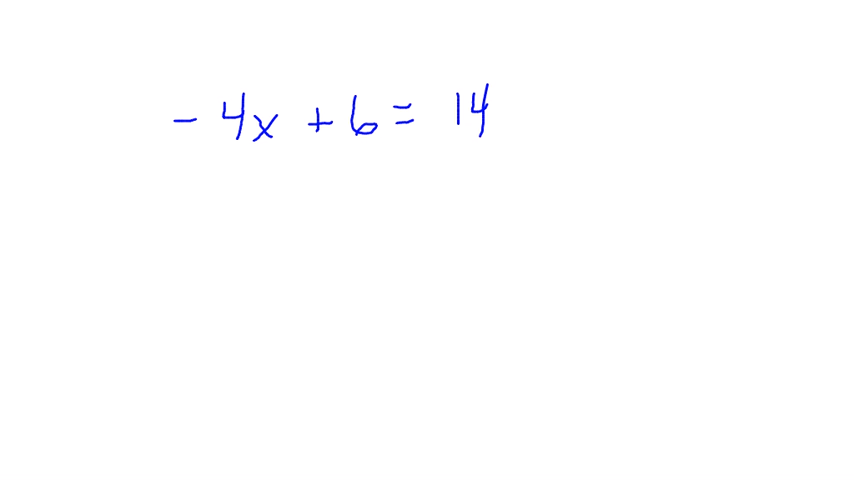 - 4x + 6 = 14